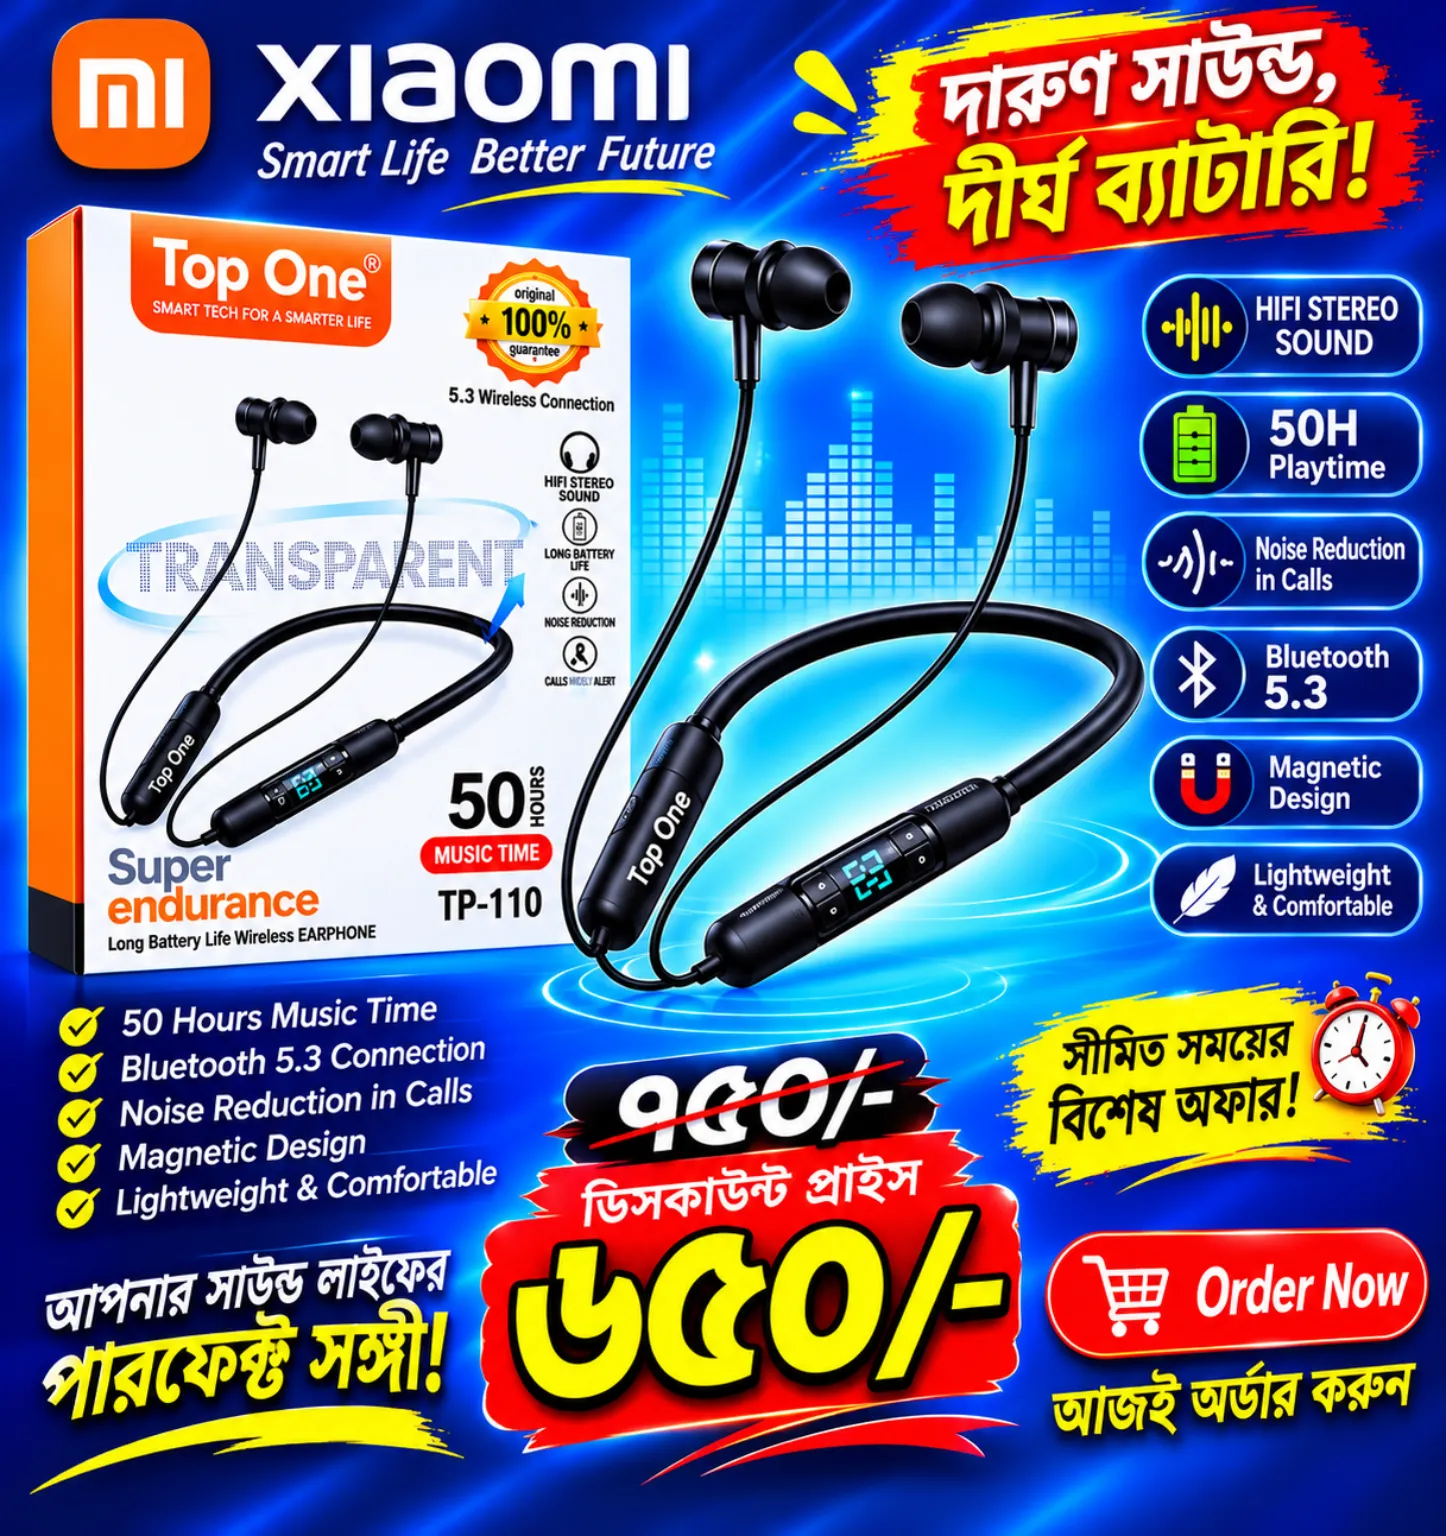 mi xiaomi
Smart Life Better Future
দারুণ সাউন্ড,
দীর্ঘ ব্যাটারি!
Top One®
SMART TECH FOR A SMARTER LIFE
original
100%
guarantee
5.3 Wireless Connection
HIFI STEREO
SOUND
LONG BATTERY
LIFE
NOISE REDUCTION
CALLS ALERT
TRANSPARENT
Top One
50 HOURS
MUSIC TIME
TP-110
Super
endurance
Long Battery Life Wireless EARPHONE
Top One
HIFI STEREO
SOUND
50H
Playtime
Noise Reduction
in Calls
Bluetooth
5.3
Magnetic
Design
Lightweight
& Comfortable
50 Hours Music Time
Bluetooth 5.3 Connection
Noise Reduction in Calls
Magnetic Design
Lightweight & Comfortable
আপনার সাউন্ড লাইফের
পারফেক্ট সঙ্গী!
৭৫০/-
ডিসকাউন্ট প্রাইস
৬৫০/-
সীমিত সময়ের
বিশেষ অফার!
Order Now
আজই অর্ডার করুন